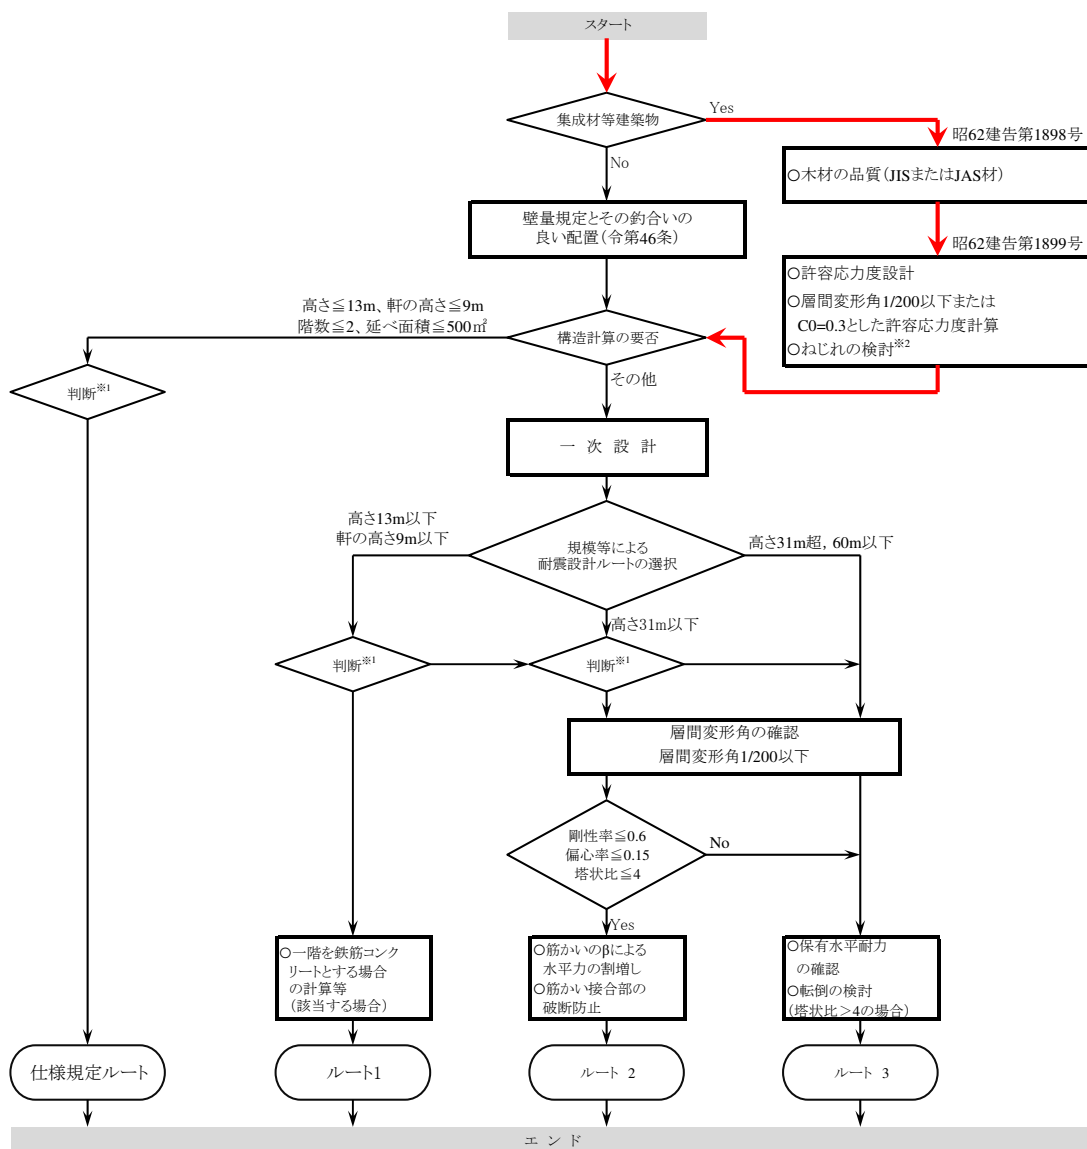 スタート
集成材等建築物
Yes
昭62建告第1898号
No
○木材の品質（JISまたはJAS材）
壁量規定とその釣合いの
良い配置（令第46条）
昭62建告第1899号
○許容応力度設計
○層間変形角1/200以下または
C0=0.3とした許容応力度計算
○ねじれの検討※2
高さ≦13m、軒の高さ≦9m
階数≦2、延べ面積≦500㎡
構造計算の要否
その他
判断※1
一 次 設 計
高さ13m以下
軒の高さ9m以下
規模等による
耐震設計ルートの選択
高さ31m超，60m以下
高さ31m以下
判断※1
判断※1
層間変形角の確認
層間変形角1/200以下
剛性率≦0.6
偏心率≦0.15
塔状比≦4
No
Yes
○一階を鉄筋コンク
リートとする場合
の計算等
（該当する場合）
○筋かいのβによる
水平力の割増し
○筋かい接合部の
破断防止
○保有水平耐力
の確認
○転倒の検討
（塔状比＞4の場合）
仕様規定ルート
ルート1
ルート 2
ルート 3
エ ン ド